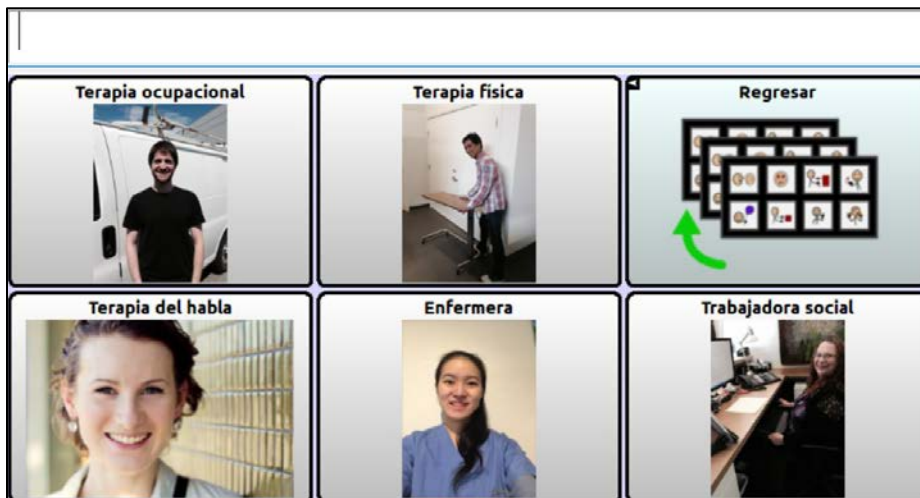 Terapia ocupacional
Terapia física
Regresar
Terapia del habla
Enfermera
Trabajadora social